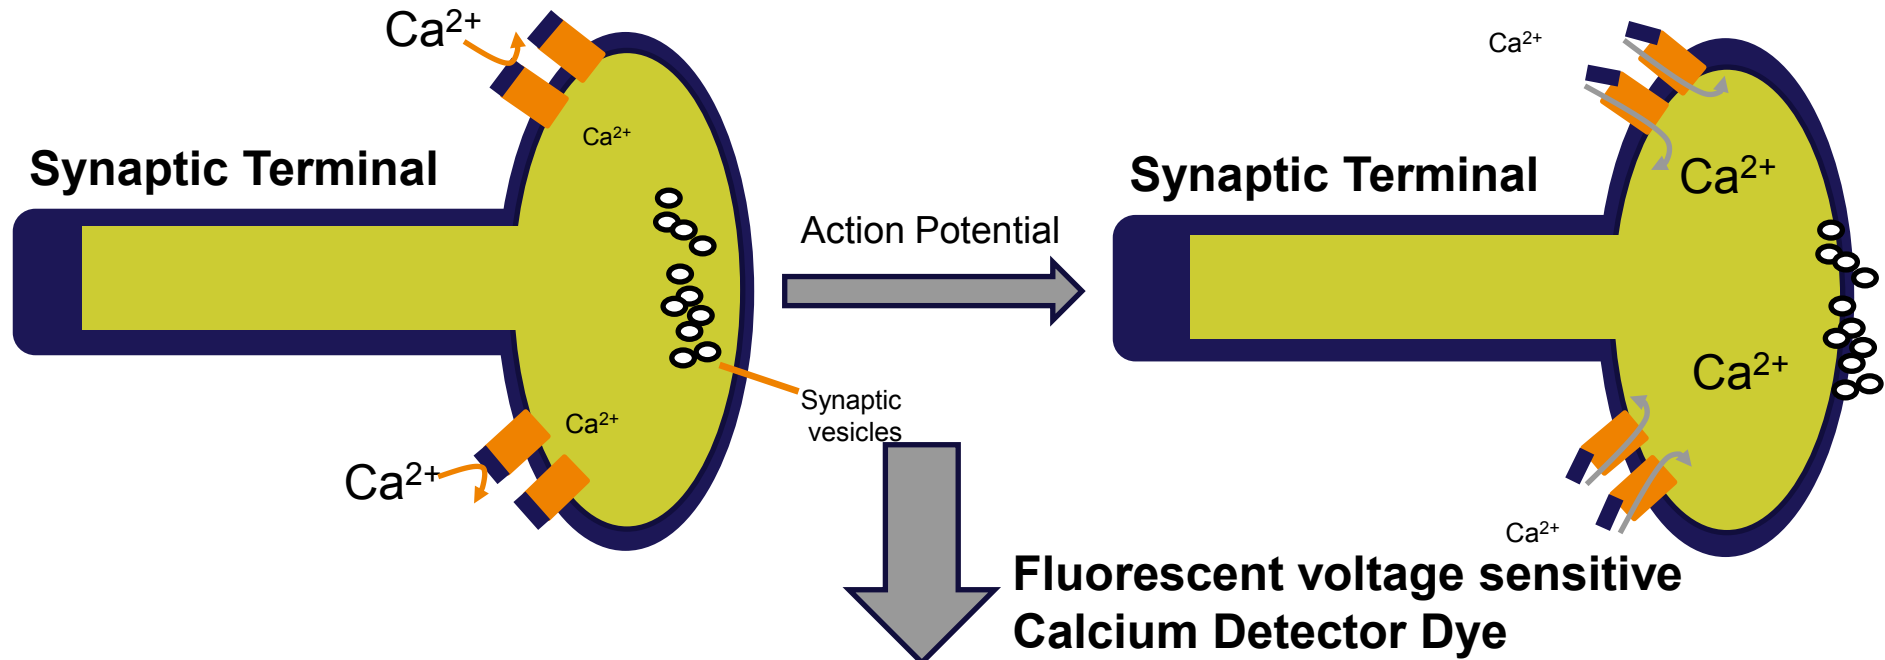 Ca²⁺
Ca²⁺
Synaptic Terminal
Ca²⁺
Ca²⁺
Synaptic
vesicles
Action Potential
Ca²⁺
Synaptic Terminal
Ca²⁺
Ca²⁺
Ca²⁺
Fluorescent voltage sensitive
Calcium Detector Dye